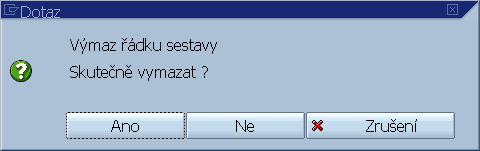 Dotaz
Výmaz řádku sestavy
Skutečně vymazat ?
Ano
Ne
Zrušení